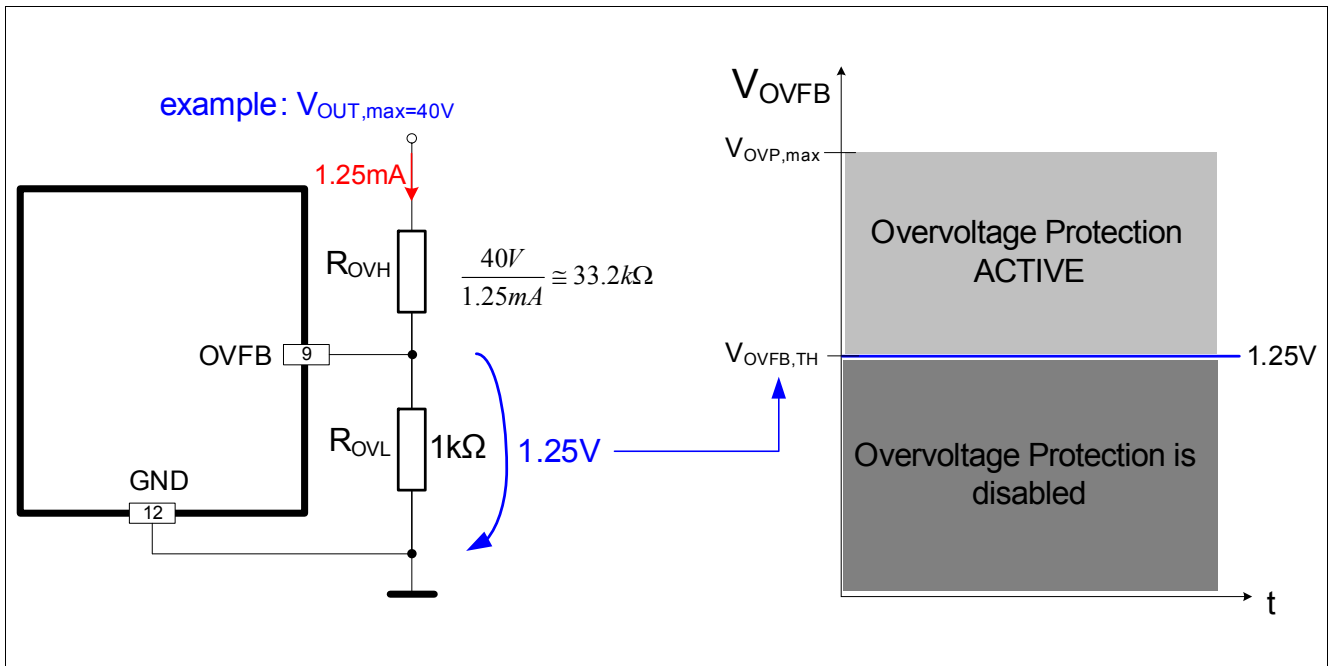 example: VOUT,max=40V
1.25mA
ROVH
40V
1.25mA
≅ 33.2kΩ
OVFB
9
ROVL
1kΩ
1.25V
GND
12
VOVFB
VOVP,max
Overvoltage Protection
ACTIVE
VOVFB,TH
1.25V
Overvoltage Protection is
disabled
t